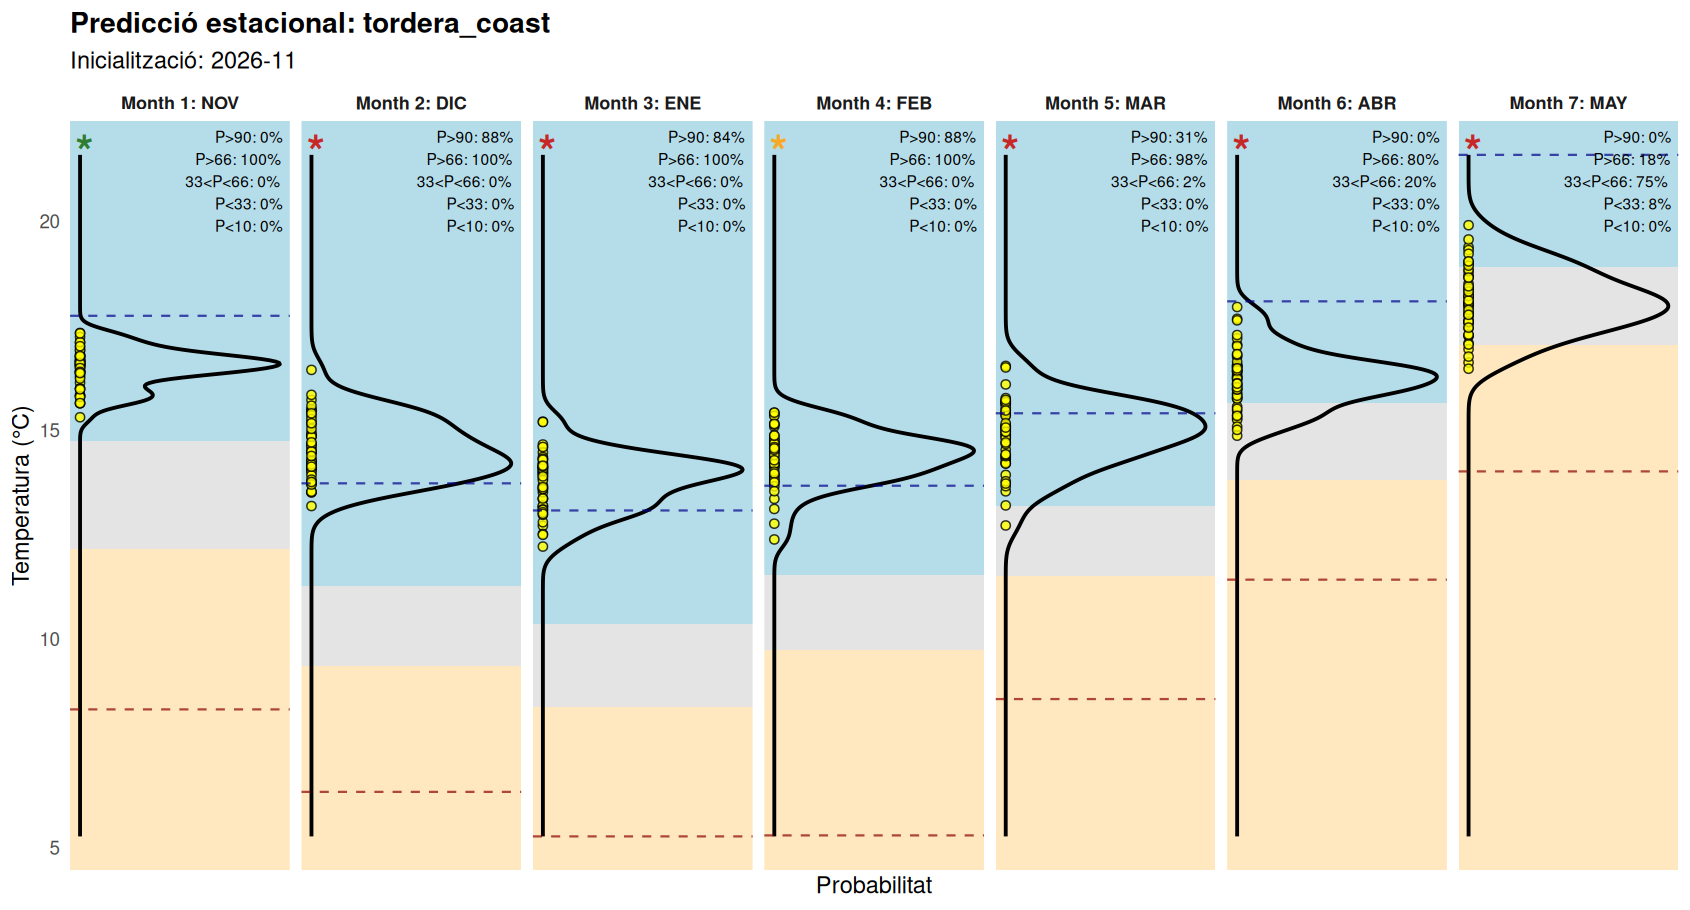 Predicció estacional: tordera_coast
Inicialització: 2026-11
Month 1: NOV
Month 2: DIC
Month 3: ENE
Month 4: FEB
Month 5: MAR
Month 6: ABR
Month 7: MAY
*
P>90: 0%
P>66: 100%
33<P<66: 0%
P<33: 0%
P<10: 0%
*
P>90: 88%
P>66: 100%
33<P<66: 0%
P<33: 0%
P<10: 0%
*
P>90: 84%
P>66: 100%
33<P<66: 0%
P<33: 0%
P<10: 0%
*
P>90: 88%
P>66: 100%
33<P<66: 0%
P<33: 0%
P<10: 0%
*
P>90: 31%
P>66: 98%
33<P<66: 2%
P<33: 0%
P<10: 0%
*
P>90: 0%
P>66: 80%
33<P<66: 20%
P<33: 0%
P<10: 0%
*
P>90: 0%
P>66: 18%
33<P<66: 75%
P<33: 8%
P<10: 0%
20
15
10
5
Temperatura (°C)
Probabilitat